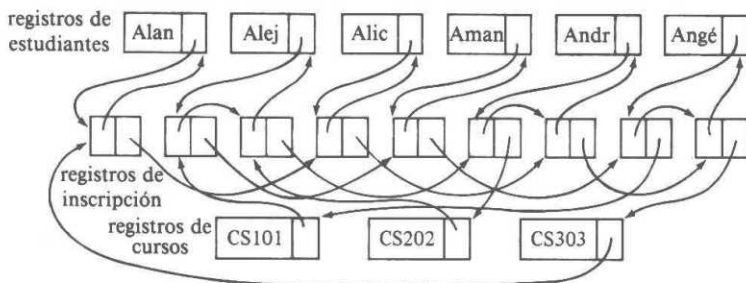 registros de
estudiantes
Alan
Alej
Alic
Aman
Andr
Angé
registros de
inscripción
registros de
cursos
CS101
CS202
CS303